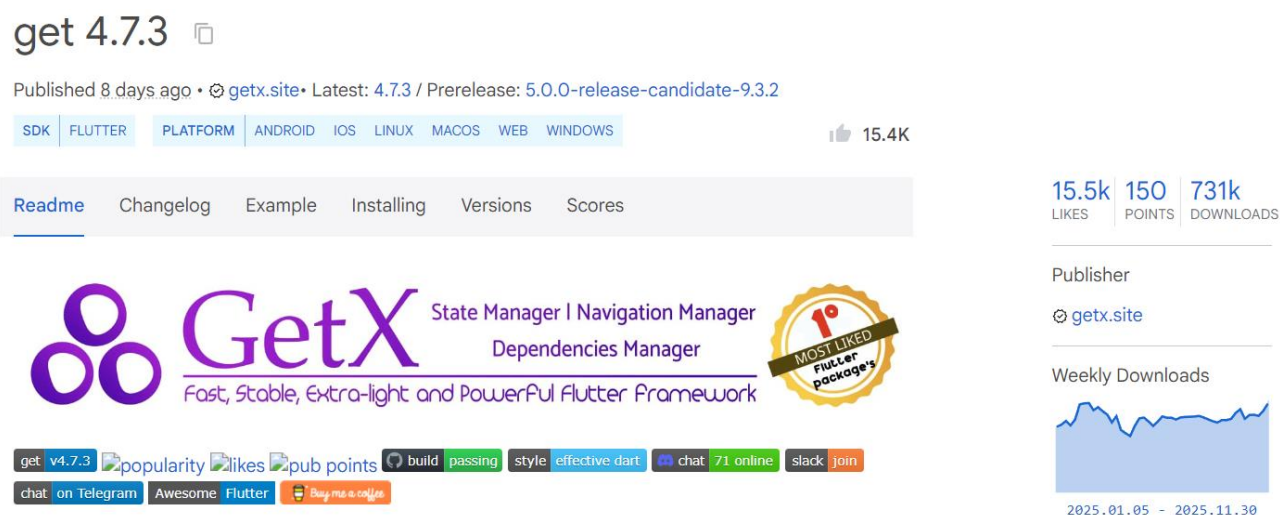 get 4.7.3
Published 8 days ago • getx.site• Latest: 4.7.3 / Prerelease: 5.0.0-release-candidate-9.3.2
SDK FLUTTER PLATFORM ANDROID IOS LINUX MACOS WEB WINDOWS
15.4K
Readme Changelog Example Installing Versions Scores
GetX
State Manager | Navigation Manager
Dependencies Manager
Fast, Stable, Extra-light and Powerful Flutter Framework
1º
MOST LIKED
Flutter
package's
get v4.7.3 popularity likes pub points build passing style effective dart chat 71 online slack join
chat on Telegram Awesome Flutter Buy me a coffee
15.5k 150 731k
LIKES POINTS DOWNLOADS
Publisher
getx.site
Weekly Downloads
2025.01.05 - 2025.11.30